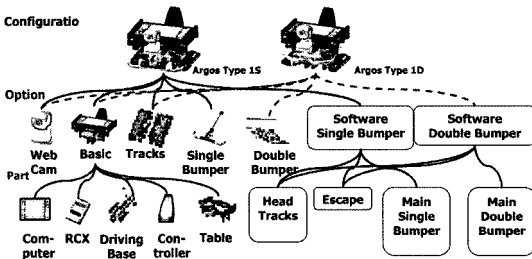 Configuratio
Argos Type 1S
Argos Type 1D
Option
Web
Cam
Basic
Tracks
Single
Bumper
Double
Bumper
Software
Single Bumper
Software
Double Bumper
Part
Com-
puter
RCX
Driving
Base
Con-
troller
Table
Head
Tracks
Escape
Main
Single
Bumper
Main
Double
Bumper